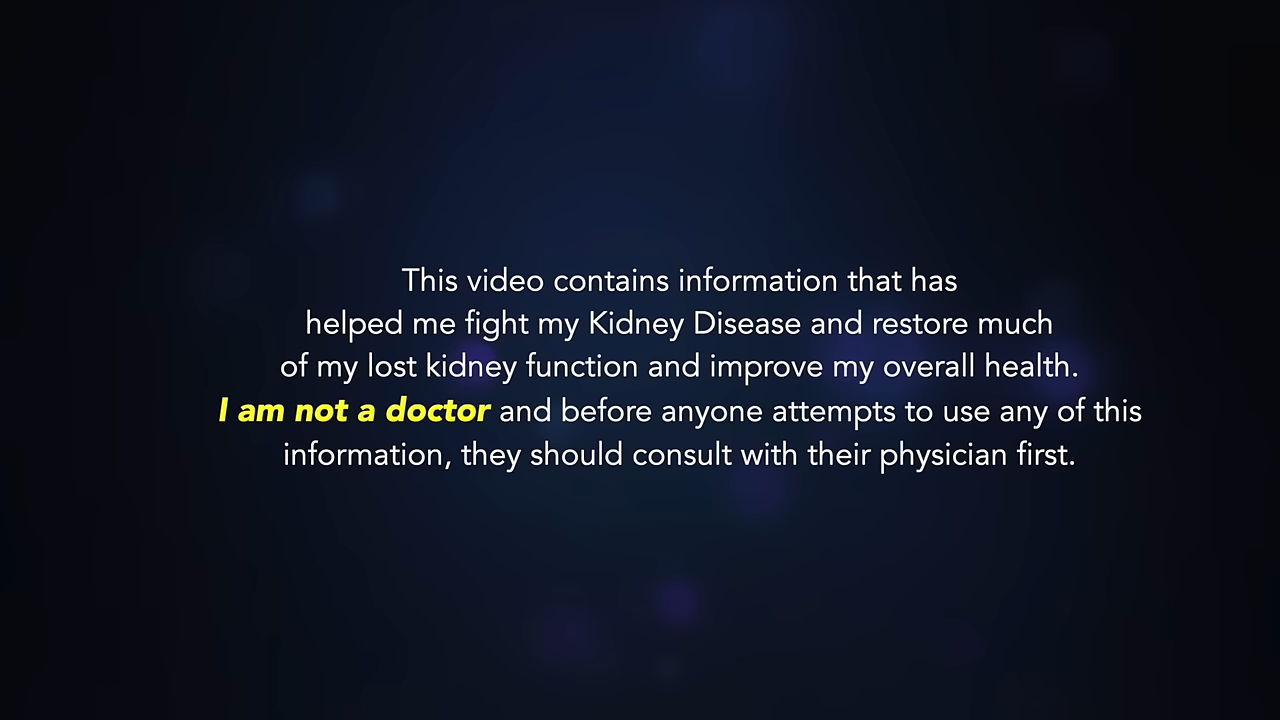 This video contains information that has
helped me fight my Kidney Disease and restore much
of my lost kidney function and improve my overall health.
I am not a doctor and before anyone attempts to use any of this
information, they should consult with their physician first.